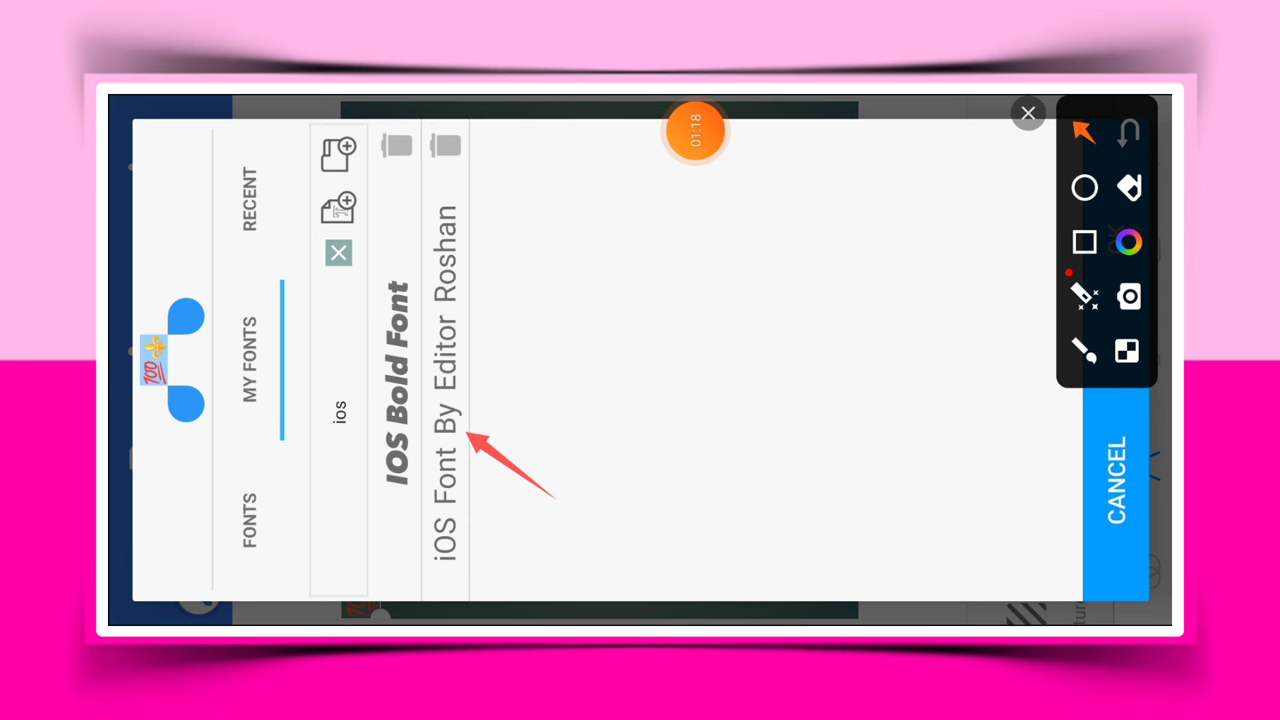 💯⚜️
FONTS
MY FONTS
RECENT
ios
IOS Bold Font
iOS Font By Editor Roshan
CANCEL
01:18